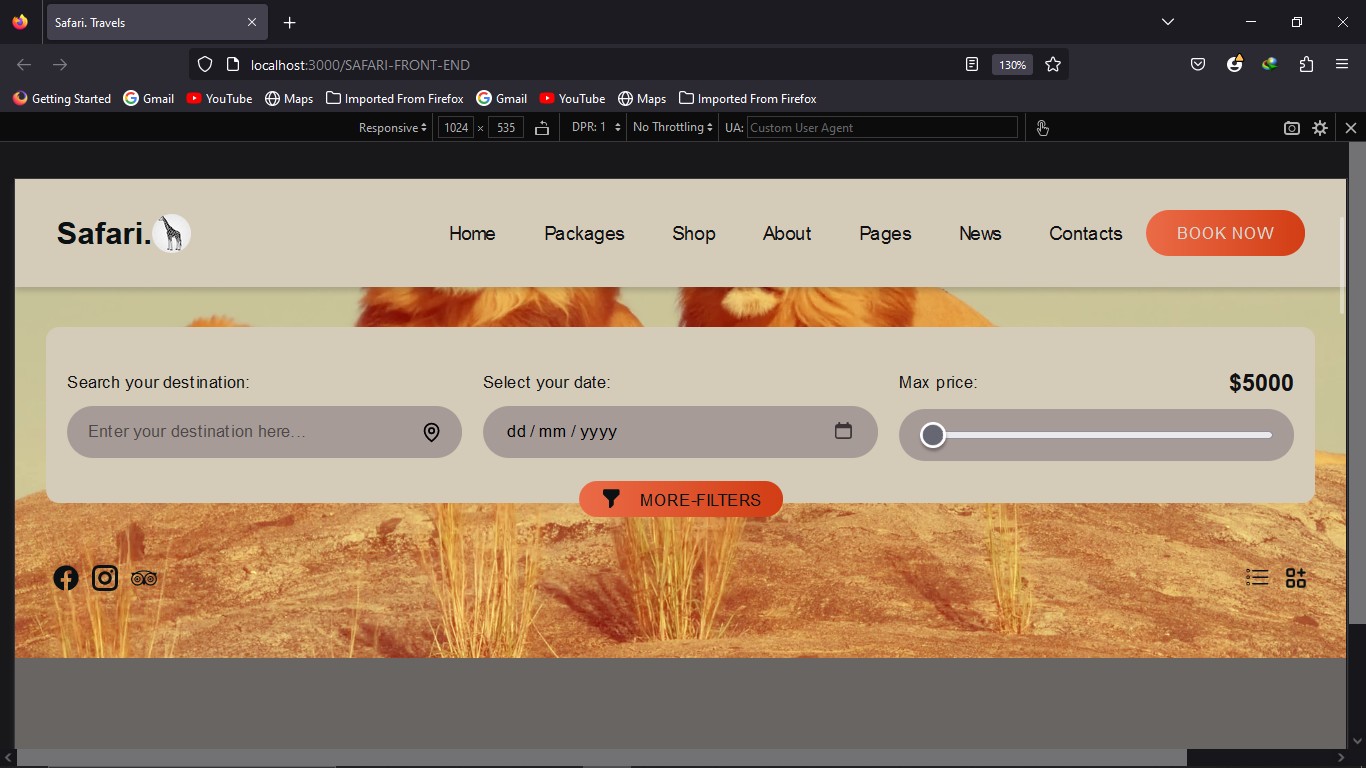 Safari. Travels
localhost:3000/SAFARI-FRONT-END
130%
Getting Started Gmail YouTube Maps Imported From Firefox Gmail YouTube Maps Imported From Firefox
Responsive 1024 × 535 DPR: 1 No Throttling UA: Custom User Agent
Safari. Home Packages Shop About Pages News Contacts BOOK NOW
Search your destination: Select your date: Max price: $5000
Enter your destination here... dd / mm / yyyy
MORE-FILTERS